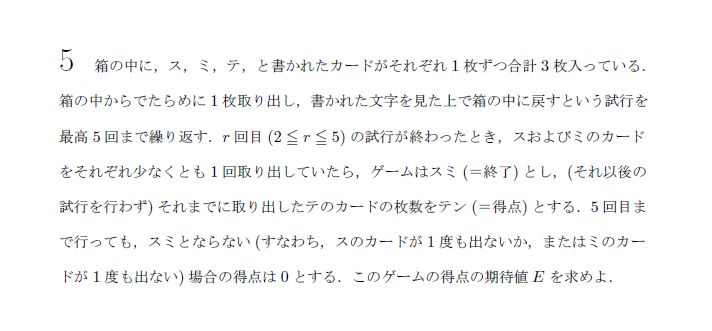 5 箱の中に，ス，ミ，テ，と書かれたカードがそれぞれ 1 枚ずつ合計 3 枚入っている．
箱の中からでたらめに 1 枚取り出し，書かれた文字を見た上で箱の中に戻すという試行を
最高 5 回まで繰り返す．r 回目 (2 ≦ r ≦ 5) の試行が終わったとき，スおよびミのカード
をそれぞれ少なくとも 1 回取り出していたら，ゲームはスミ (＝終了) とし，(それ以後の
試行を行わず) それまでに取り出したテのカードの枚数をテン (＝得点) とする．5 回目ま
で行っても，スミとならない (すなわち，スのカードが 1 度も出ないか，またはミのカー
ドが 1 度も出ない) 場合の得点は 0 とする．このゲームの得点の期待値 E を求めよ．